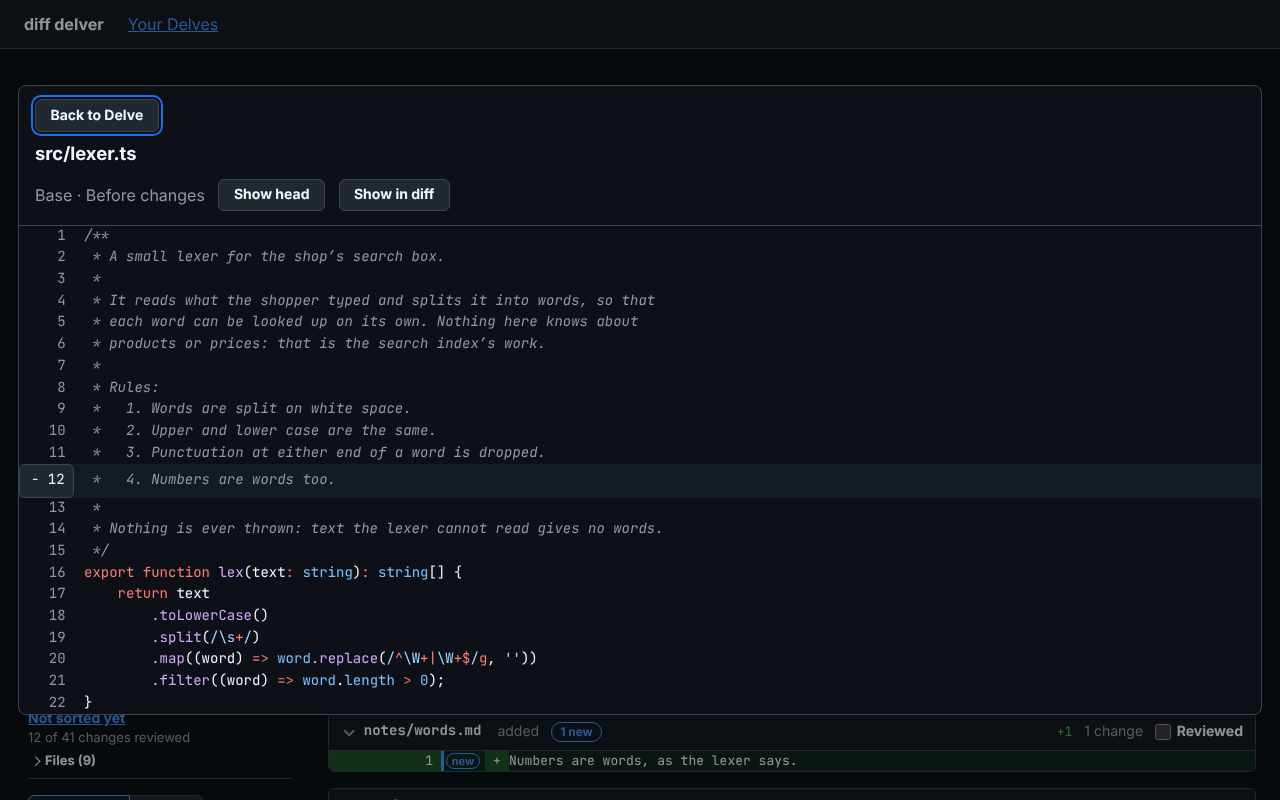 diff delver Your Delves
Back to Delve
src/lexer.ts
Base · Before changes Show head Show in diff
1 /**
2  * A small lexer for the shop’s search box.
3  *
4  * It reads what the shopper typed and splits it into words, so that
5  * each word can be looked up on its own. Nothing here knows about
6  * products or prices: that is the search index’s work.
7  *
8  * Rules:
9  *   1. Words are split on white space.
10  *   2. Upper and lower case are the same.
11  *   3. Punctuation at either end of a word is dropped.
- 12  *   4. Numbers are words too.
13  *
14  * Nothing is ever thrown: text the lexer cannot read gives no words.
15  */
16 export function lex(text: string): string[] {
17     return text
18         .toLowerCase()
19         .split(/\s+/)
20         .map((word) => word.replace(/^\W+|\W+$/g, ''))
21         .filter((word) => word.length > 0);
22 }
Not sorted yet
12 of 41 changes reviewed
Files (9)
notes/words.md added 1 new +1 1 change Reviewed
1 new + Numbers are words, as the lexer says.